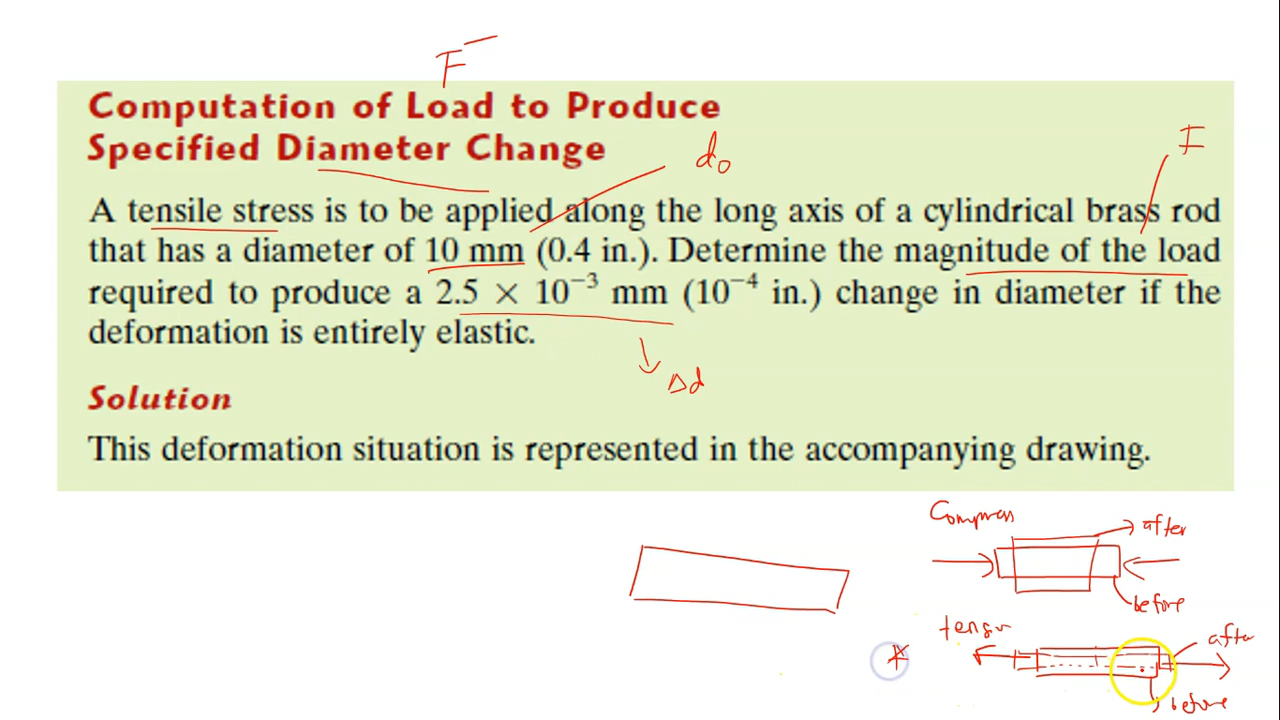 F
Computation of Load to Produce
Specified Diameter Change
d₀
I
A tensile stress is to be applied along the long axis of a cylindrical brass rod
that has a diameter of 10 mm (0.4 in.). Determine the magnitude of the load
required to produce a 2.5 × 10⁻³ mm (10⁻⁴ in.) change in diameter if the
deformation is entirely elastic.
Δd
Solution
This deformation situation is represented in the accompanying drawing.
Compress
after
before
after
before